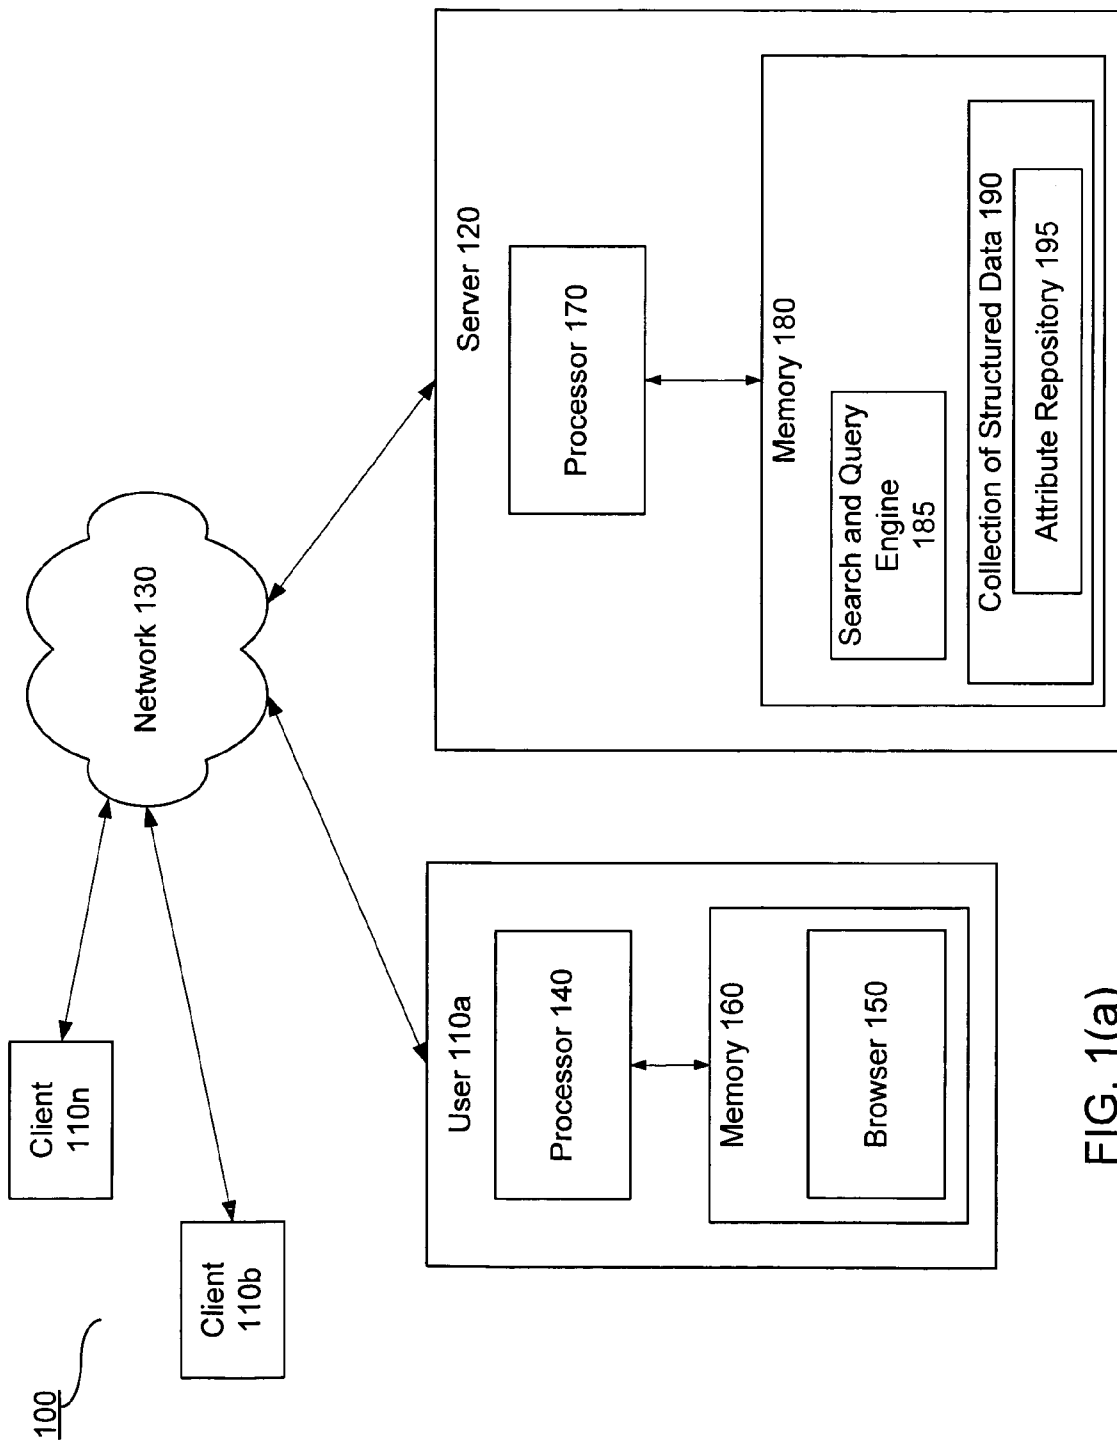 100
Client
110n
Client
110b
Network 130
User 110a
Processor 140
Memory 160
Browser 150
Server 120
Processor 170
Memory 180
Search and Query
Engine
185
Collection of Structured Data 190
Attribute Repository 195
FIG. 1(a)